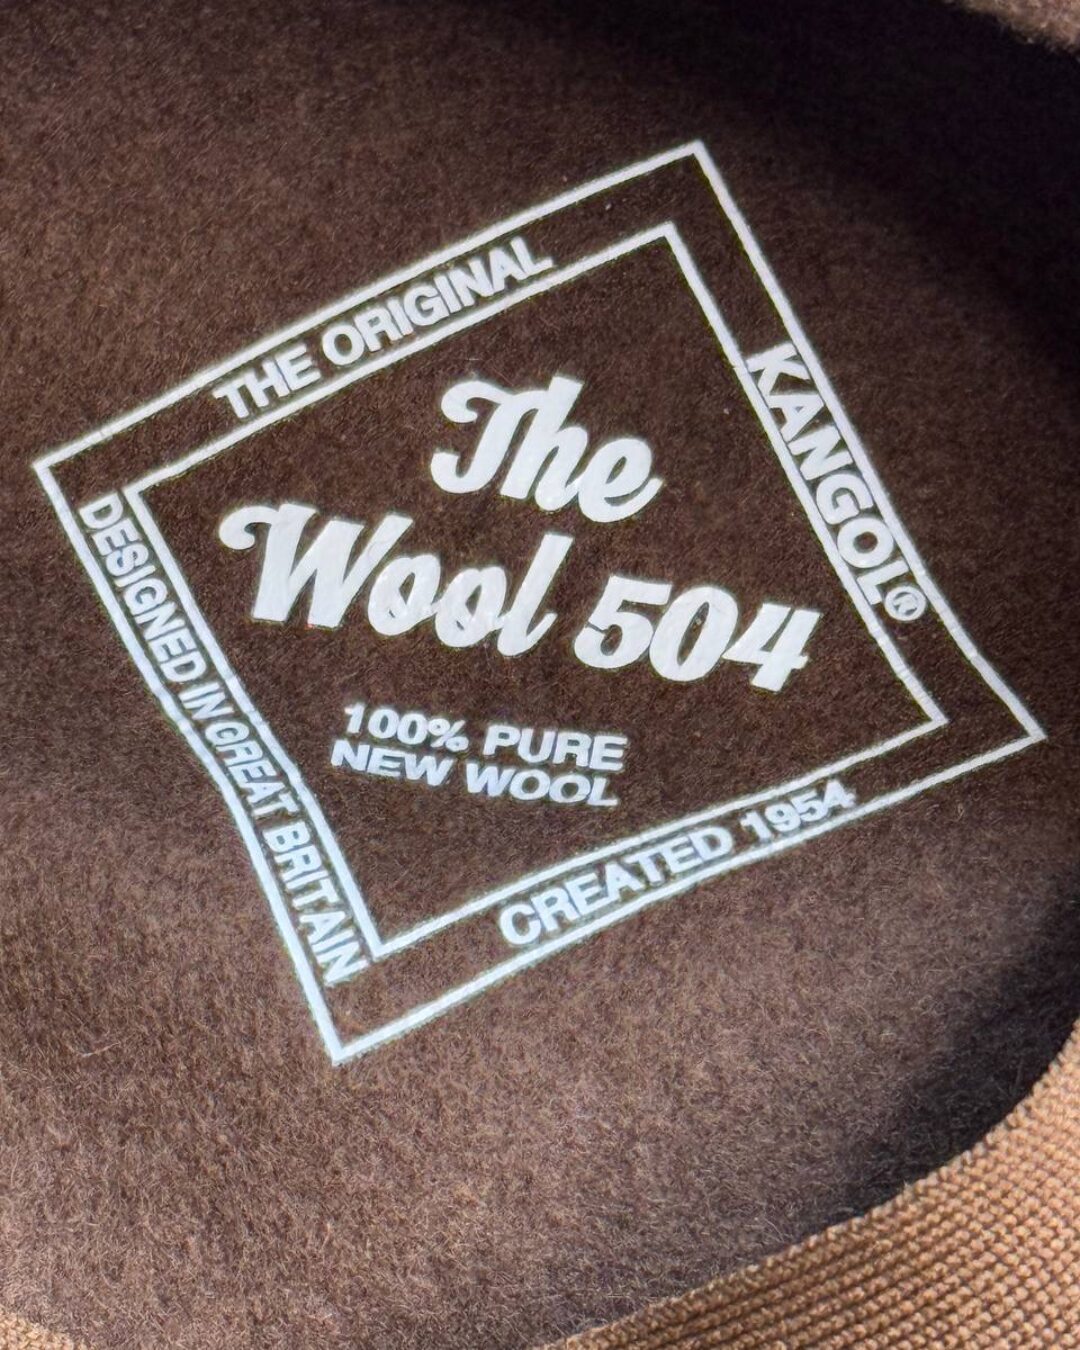 THE ORIGINAL
KANGOL®
The
Wool 504
100% PURE
NEW WOOL
CREATED 1954
DESIGNED IN GREAT BRITAIN